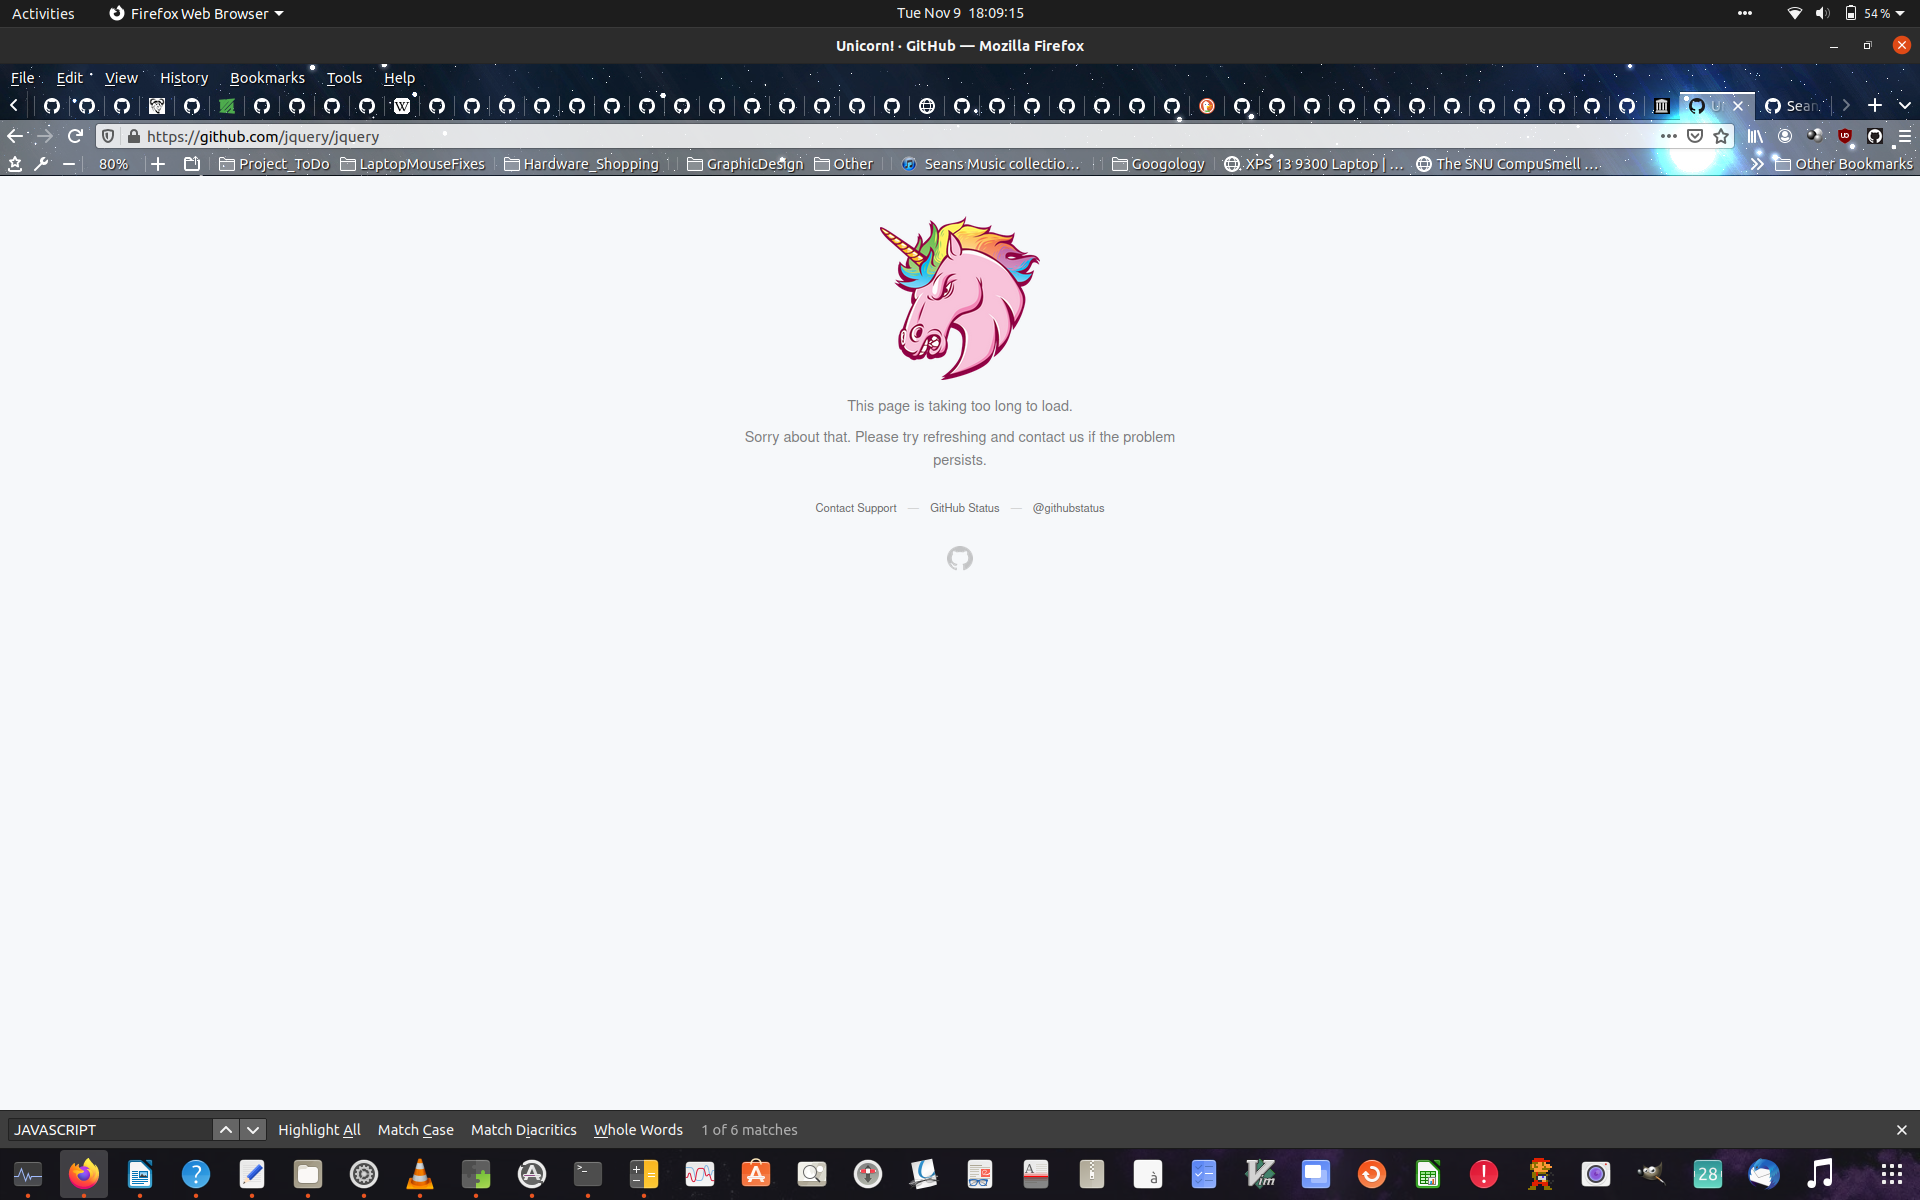 Activities Firefox Web Browser Tue Nov 9 18:09:15 54 %
Unicorn! · GitHub — Mozilla Firefox
File Edit View History Bookmarks Tools Help
W Sean
https://github.com/jquery/jquery
80% Project_ToDo LaptopMouseFixes Hardware_Shopping GraphicDesign Other Seans Music collectio… Googology XPS 13 9300 Laptop | … The SNU CompuSmell … Other Bookmarks
This page is taking too long to load.
Sorry about that. Please try refreshing and contact us if the problem
persists.
Contact Support — GitHub Status — @githubstatus
JAVASCRIPT Highlight All Match Case Match Diacritics Whole Words 1 of 6 matches
28